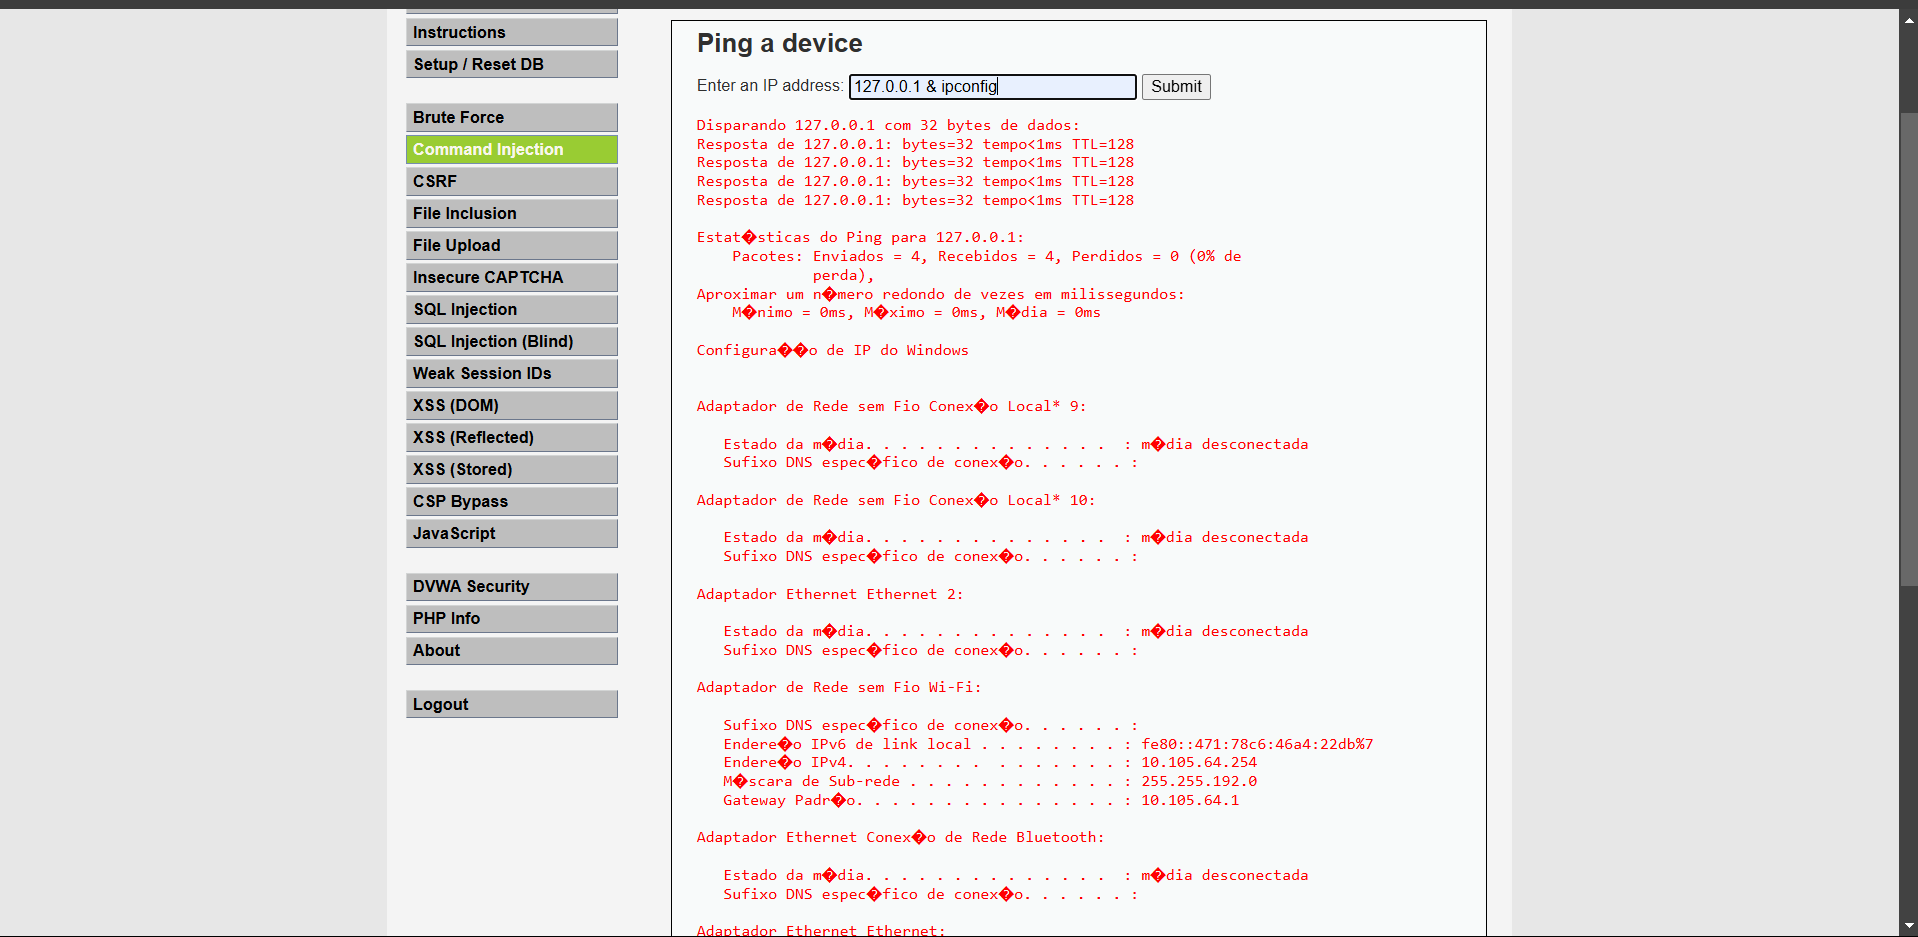 Instructions
Setup / Reset DB
Brute Force
Command Injection
CSRF
File Inclusion
File Upload
Insecure CAPTCHA
SQL Injection
SQL Injection (Blind)
Weak Session IDs
XSS (DOM)
XSS (Reflected)
XSS (Stored)
CSP Bypass
JavaScript
DVWA Security
PHP Info
About
Logout
Ping a device
Enter an IP address: 127.0.0.1 & ipconfig Submit
Disparando 127.0.0.1 com 32 bytes de dados:
Resposta de 127.0.0.1: bytes=32 tempo<1ms TTL=128
Resposta de 127.0.0.1: bytes=32 tempo<1ms TTL=128
Resposta de 127.0.0.1: bytes=32 tempo<1ms TTL=128
Resposta de 127.0.0.1: bytes=32 tempo<1ms TTL=128
Estat�sticas do Ping para 127.0.0.1:
Pacotes: Enviados = 4, Recebidos = 4, Perdidos = 0 (0% de
perda),
Aproximar um n�mero redondo de vezes em milissegundos:
M�nimo = 0ms, M�ximo = 0ms, M�dia = 0ms
Configura��o de IP do Windows
Adaptador de Rede sem Fio Conex�o Local* 9:
Estado da m�dia. . . . . . . . . . . . . . : m�dia desconectada
Sufixo DNS espec�fico de conex�o. . . . . . :
Adaptador de Rede sem Fio Conex�o Local* 10:
Estado da m�dia. . . . . . . . . . . . . . : m�dia desconectada
Sufixo DNS espec�fico de conex�o. . . . . . :
Adaptador Ethernet Ethernet 2:
Estado da m�dia. . . . . . . . . . . . . . : m�dia desconectada
Sufixo DNS espec�fico de conex�o. . . . . . :
Adaptador de Rede sem Fio Wi-Fi:
Sufixo DNS espec�fico de conex�o. . . . . . :
Endere�o IPv6 de link local . . . . . . . . : fe80::471:78c6:46a4:22db%7
Endere�o IPv4. . . . . . . . . . . . . . . : 10.105.64.254
M�scara de Sub-rede . . . . . . . . . . . . : 255.255.192.0
Gateway Padr�o. . . . . . . . . . . . . . . : 10.105.64.1
Adaptador Ethernet Conex�o de Rede Bluetooth:
Estado da m�dia. . . . . . . . . . . . . . : m�dia desconectada
Sufixo DNS espec�fico de conex�o. . . . . . :
Adaptador Ethernet Ethernet: